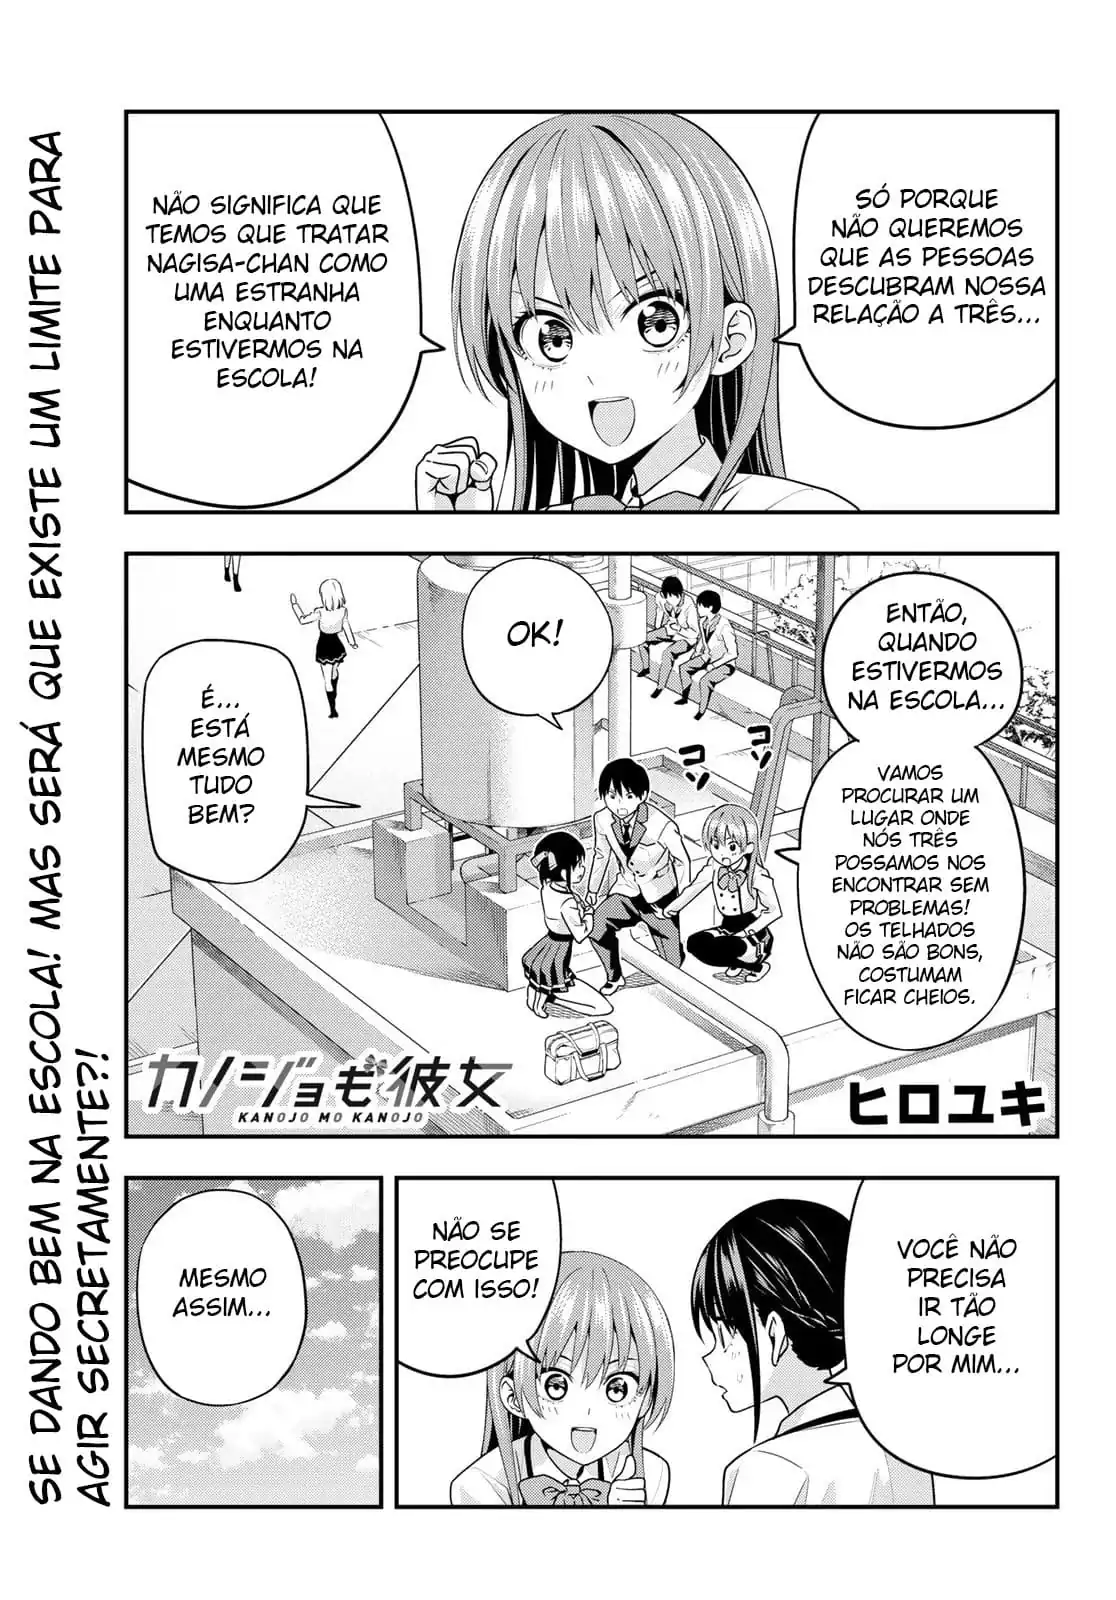 SE DANDO BEM NA ESCOLA! MAS SERÁ QUE EXISTE UM LIMITE PARA
AGIR SECRETAMENTE?!
SÓ PORQUE
NÃO QUEREMOS
QUE AS PESSOAS
DESCUBRAM NOSSA
RELAÇÃO A TRÊS...
NÃO SIGNIFICA QUE
TEMOS QUE TRATAR
NAGISA-CHAN COMO
UMA ESTRANHA
ENQUANTO
ESTIVERMOS NA
ESCOLA!
ENTÃO,
QUANDO
ESTIVERMOS
NA ESCOLA...
VAMOS
PROCURAR UM
LUGAR ONDE
NÓS TRÊS
POSSAMOS NOS
ENCONTRAR SEM
PROBLEMAS!
OS TELHADOS
NÃO SÃO BONS,
COSTUMAM
FICAR CHEIOS.
コソ
コソ
OK!
É...
ESTÁ
MESMO
TUDO
BEM?
カノジョも彼女
KANOJO MO KANOJO
ヒロユキ
VOCÊ NÃO
PRECISA
IR TÃO
LONGE
POR MIM...
NÃO SE
PREOCUPE
COM ISSO!
MESMO
ASSIM...